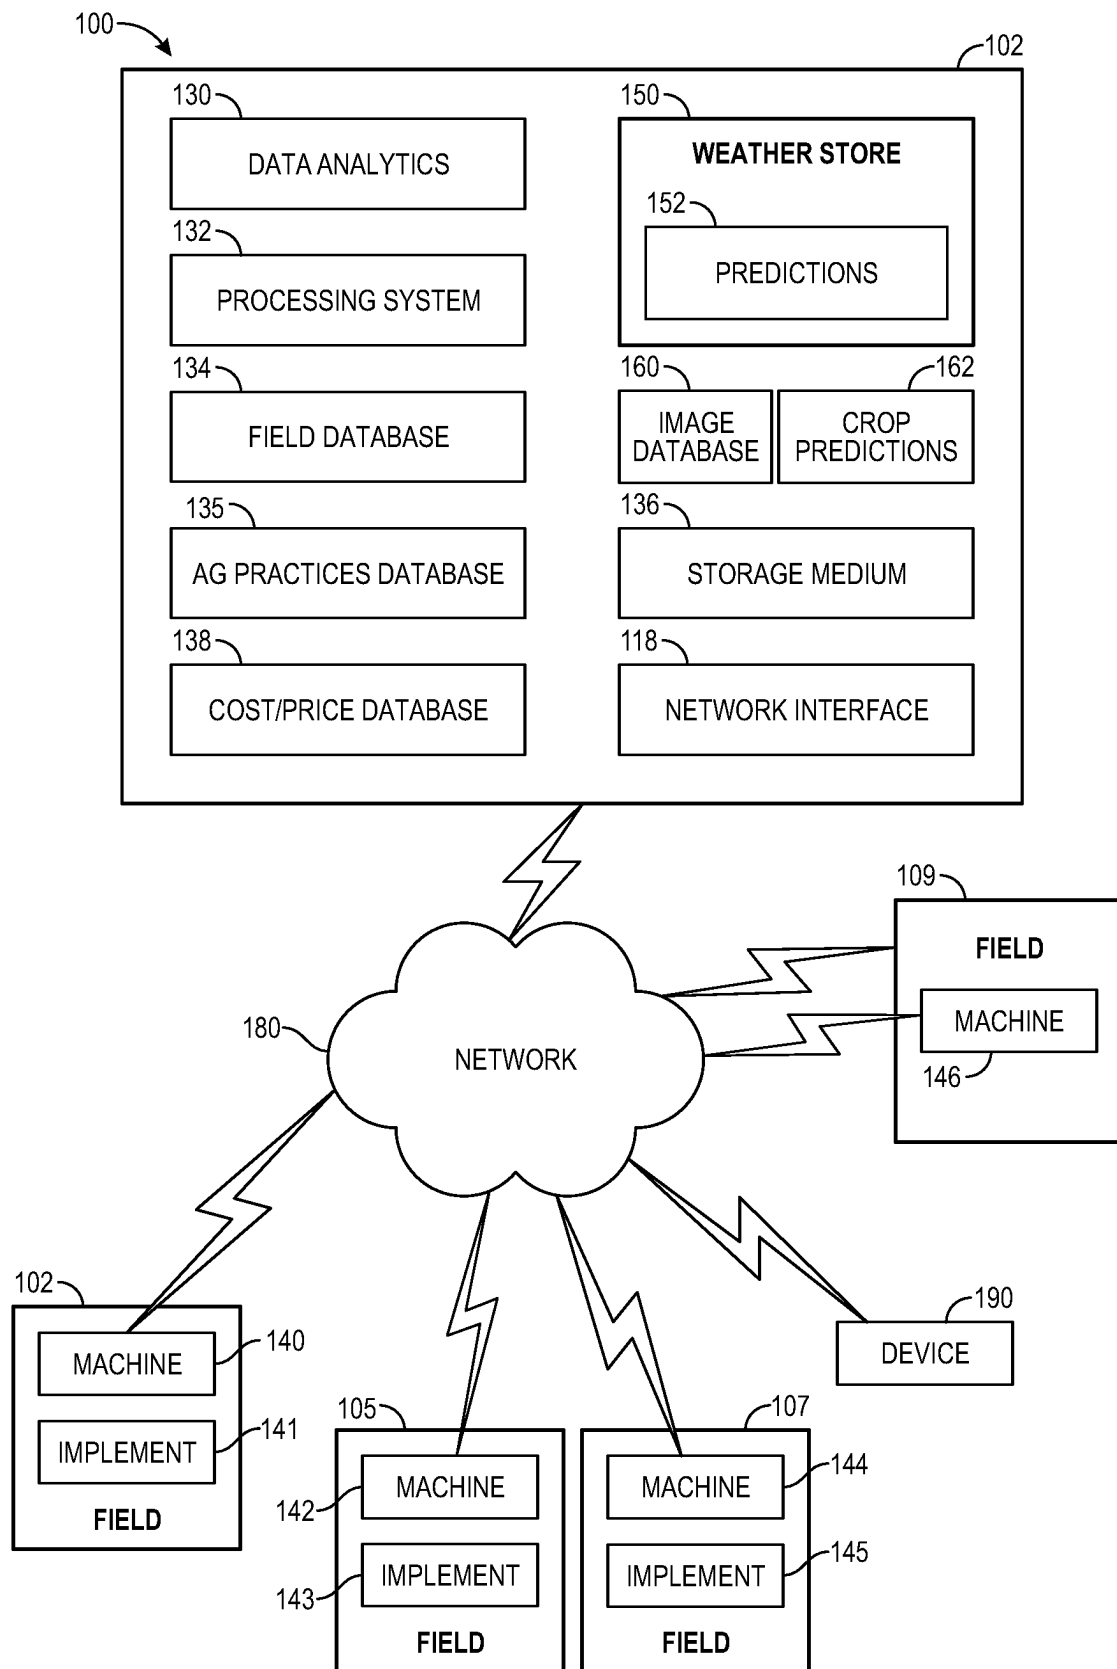 100
102
130
DATA ANALYTICS
150
WEATHER STORE
152
PREDICTIONS
132
PROCESSING SYSTEM
134
FIELD DATABASE
160
IMAGE
DATABASE
162
CROP
PREDICTIONS
135
AG PRACTICES DATABASE
136
STORAGE MEDIUM
138
COST/PRICE DATABASE
118
NETWORK INTERFACE
109
FIELD
MACHINE
146
180
NETWORK
102
MACHINE
140
IMPLEMENT
141
FIELD
105
MACHINE
142
IMPLEMENT
143
FIELD
107
MACHINE
144
IMPLEMENT
145
FIELD
190
DEVICE